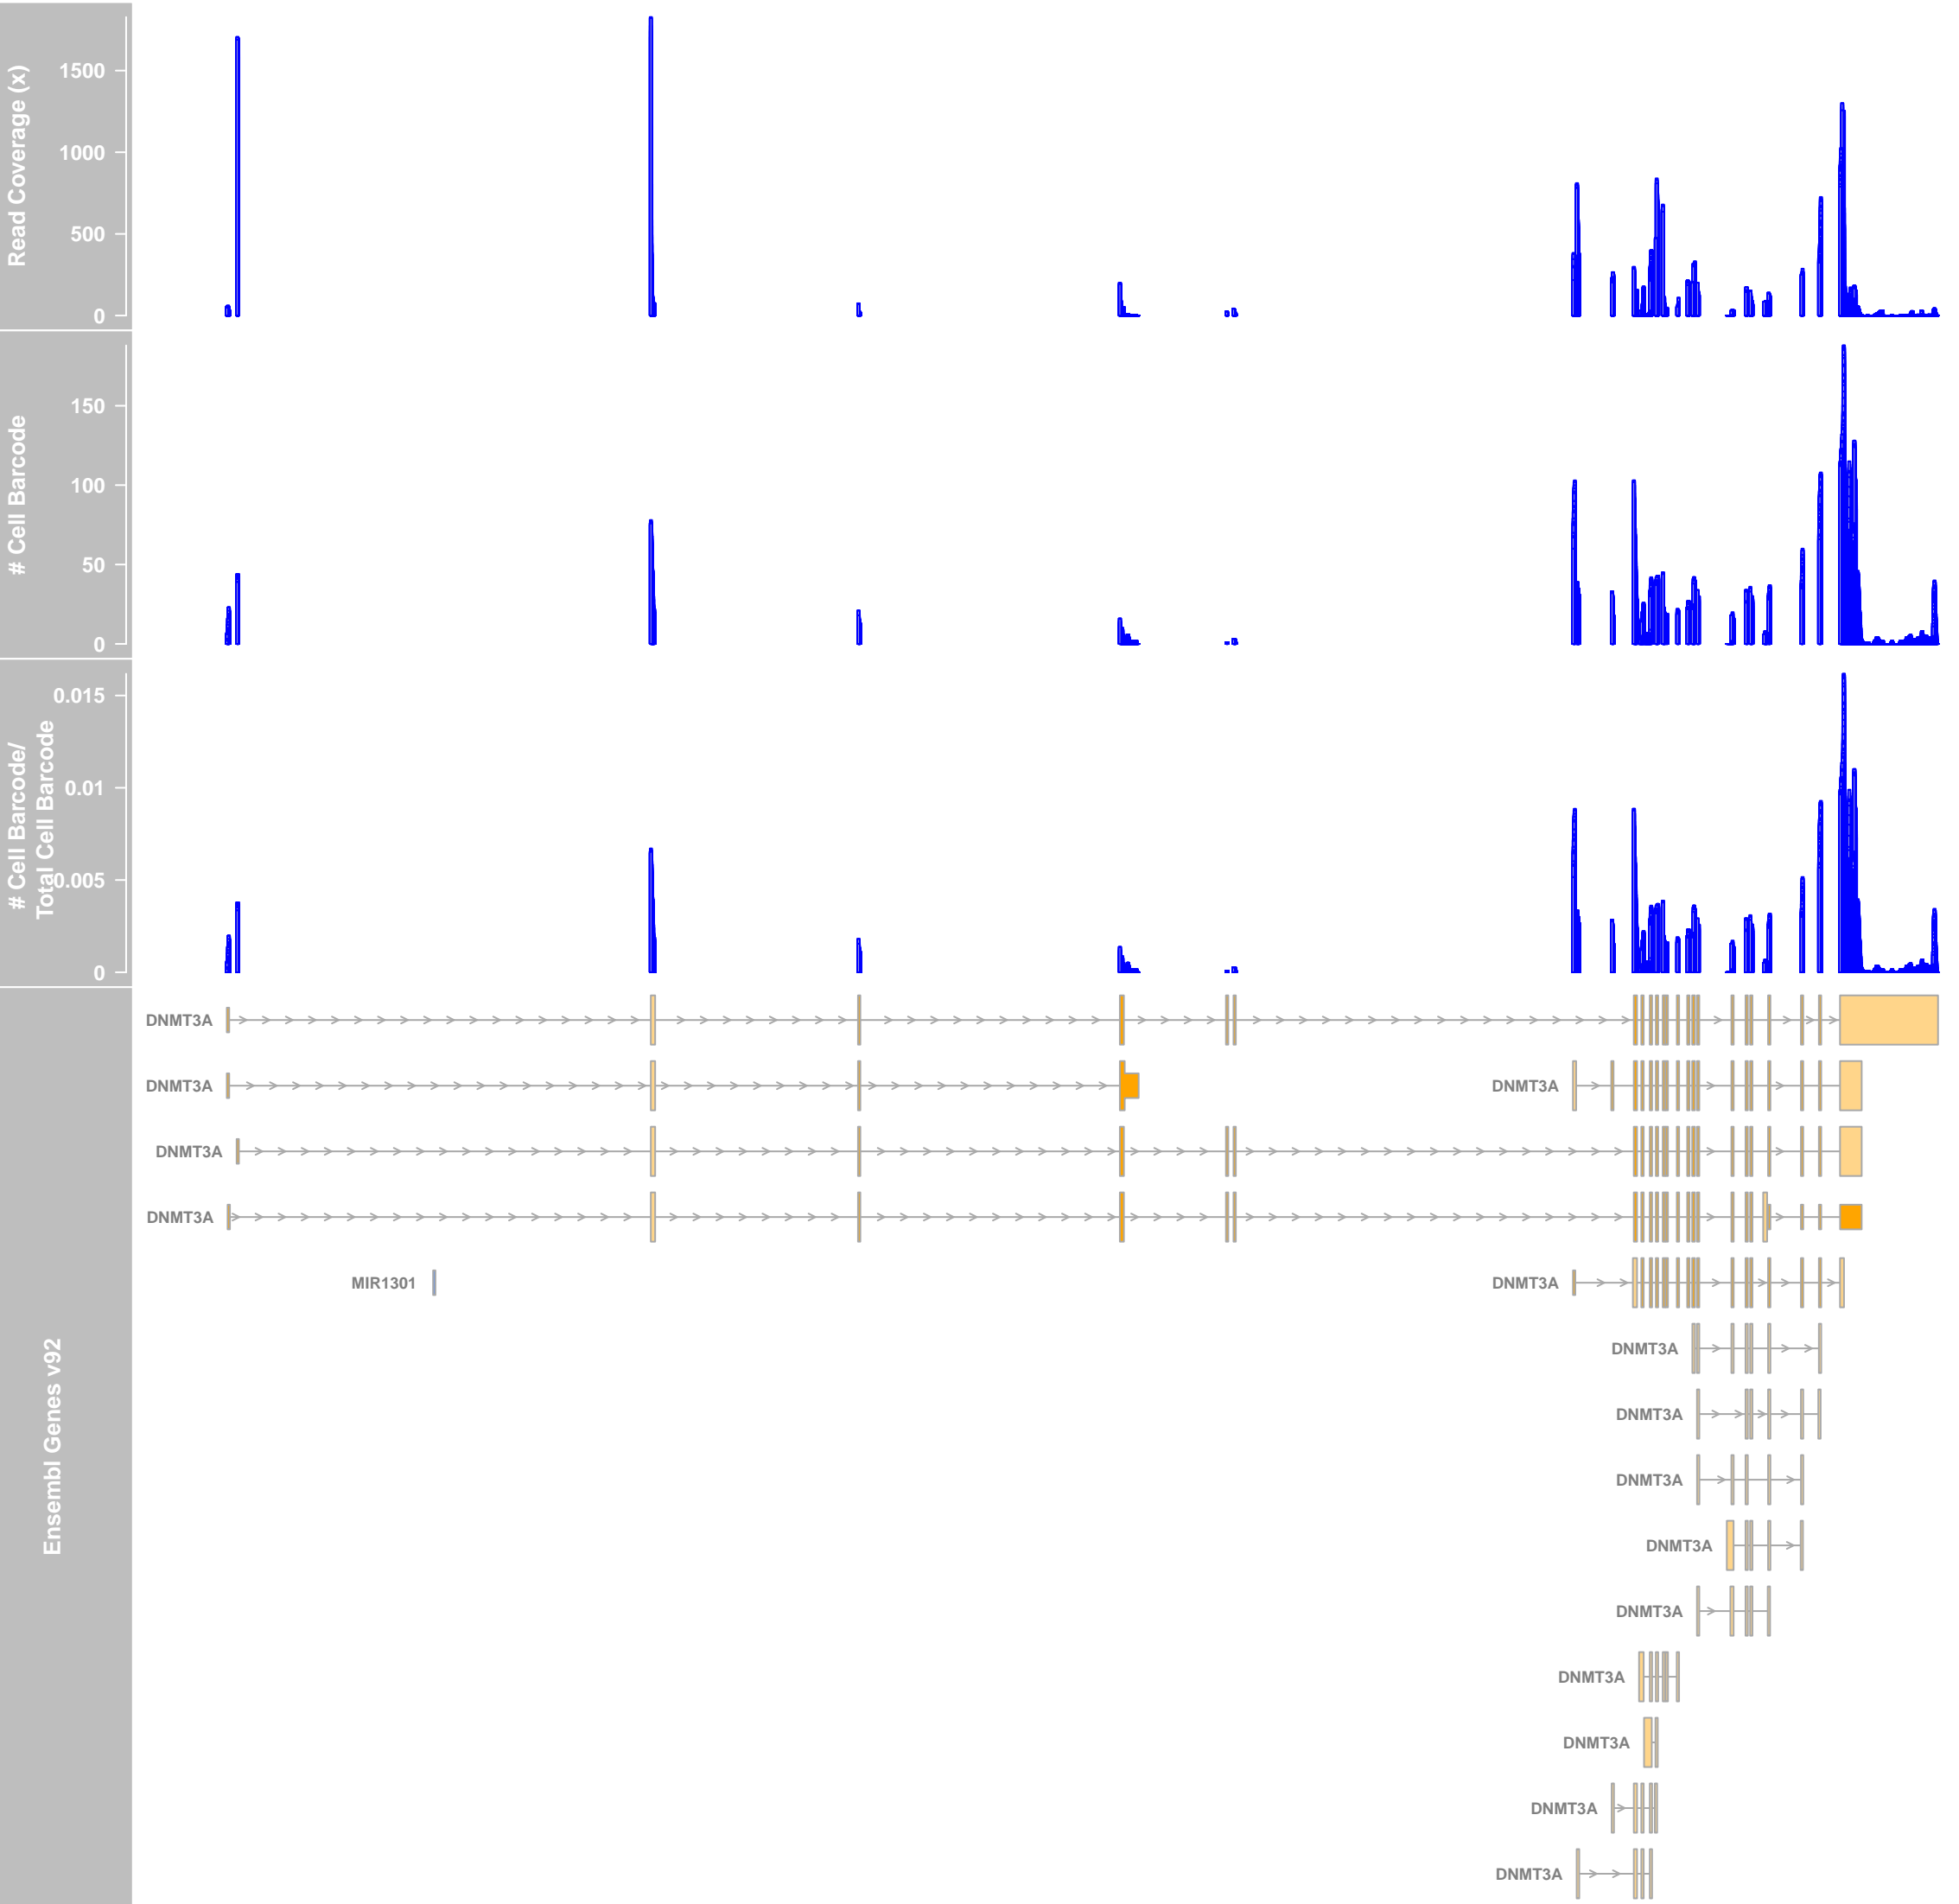 Read Coverage (x)
1500
1000
500
0
# Cell Barcode
150
100
50
0
# Cell Barcode/
Total Cell Barcode
0.015
0.01
0.005
0
Ensembl Genes v92
DNMT3A
DNMT3A
DNMT3A
DNMT3A
DNMT3A
MIR1301
DNMT3A
DNMT3A
DNMT3A
DNMT3A
DNMT3A
DNMT3A
DNMT3A
DNMT3A
DNMT3A
DNMT3A